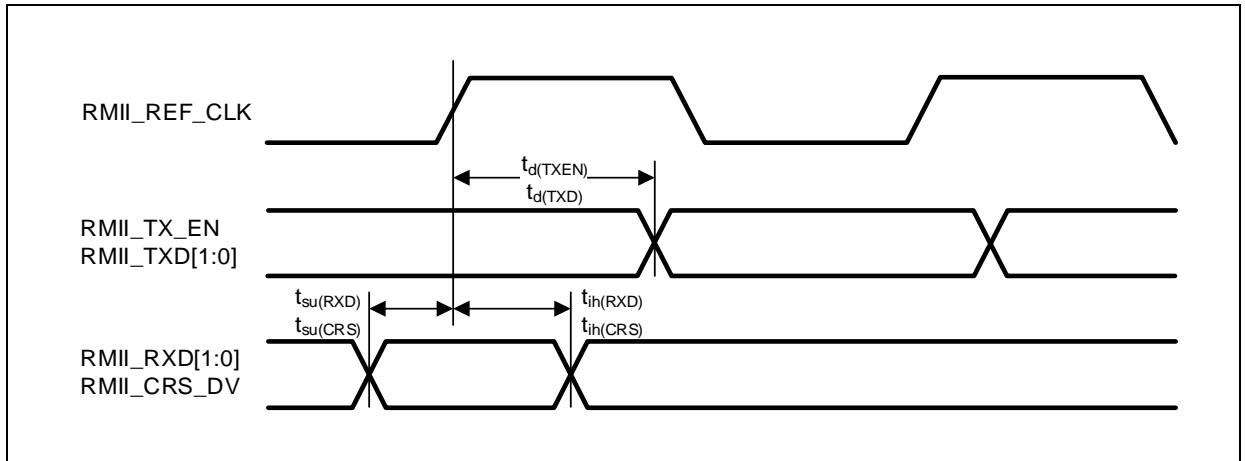 RMII_REF_CLK
td(TXEN)
td(TXD)
RMII_TX_EN
RMII_TXD[1:0]
tsu(RXD)
tih(RXD)
tsu(CRS)
tih(CRS)
RMII_RXD[1:0]
RMII_CRS_DV